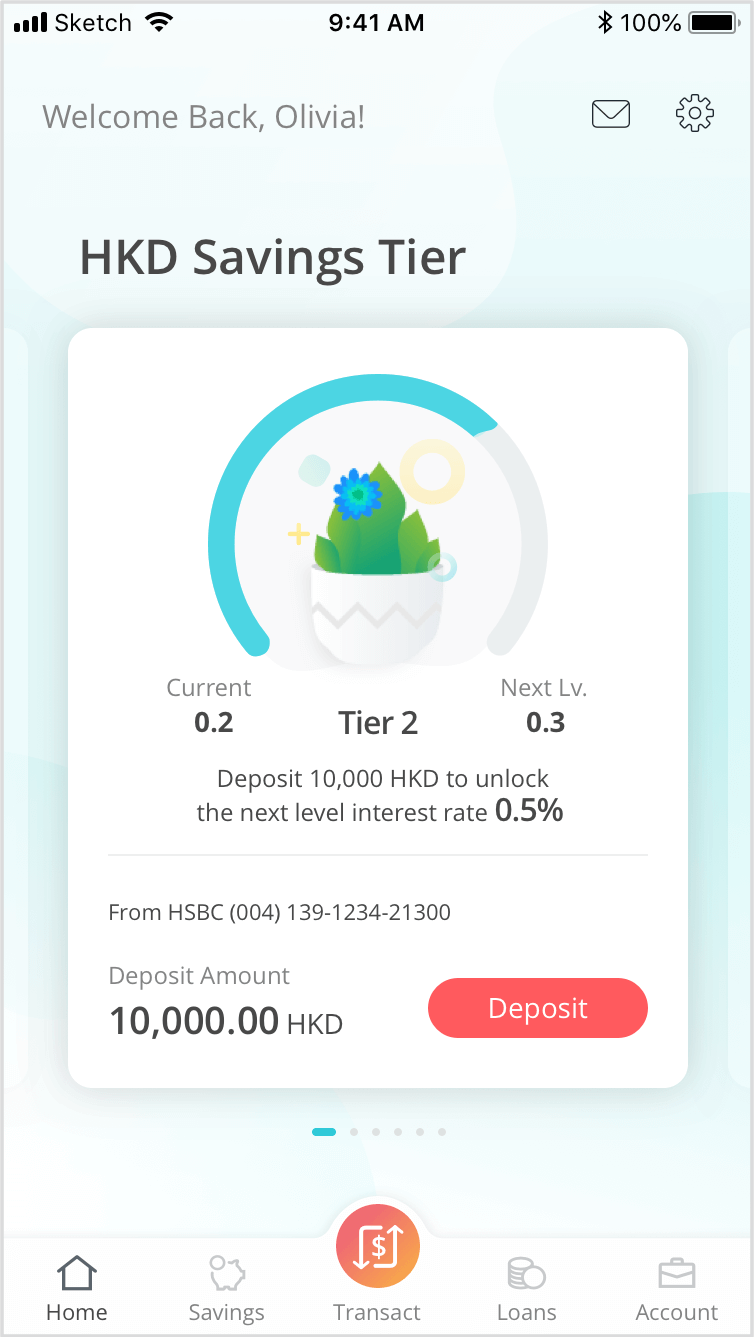 Sketch 9:41 AM 100%
Welcome Back, Olivia!
HKD Savings Tier
Current
0.2
Tier 2
Next Lv.
0.3
Deposit 10,000 HKD to unlock
the next level interest rate 0.5%
From HSBC (004) 139-1234-21300
Deposit Amount
10,000.00 HKD
Deposit
$
Home Savings Transact Loans Account